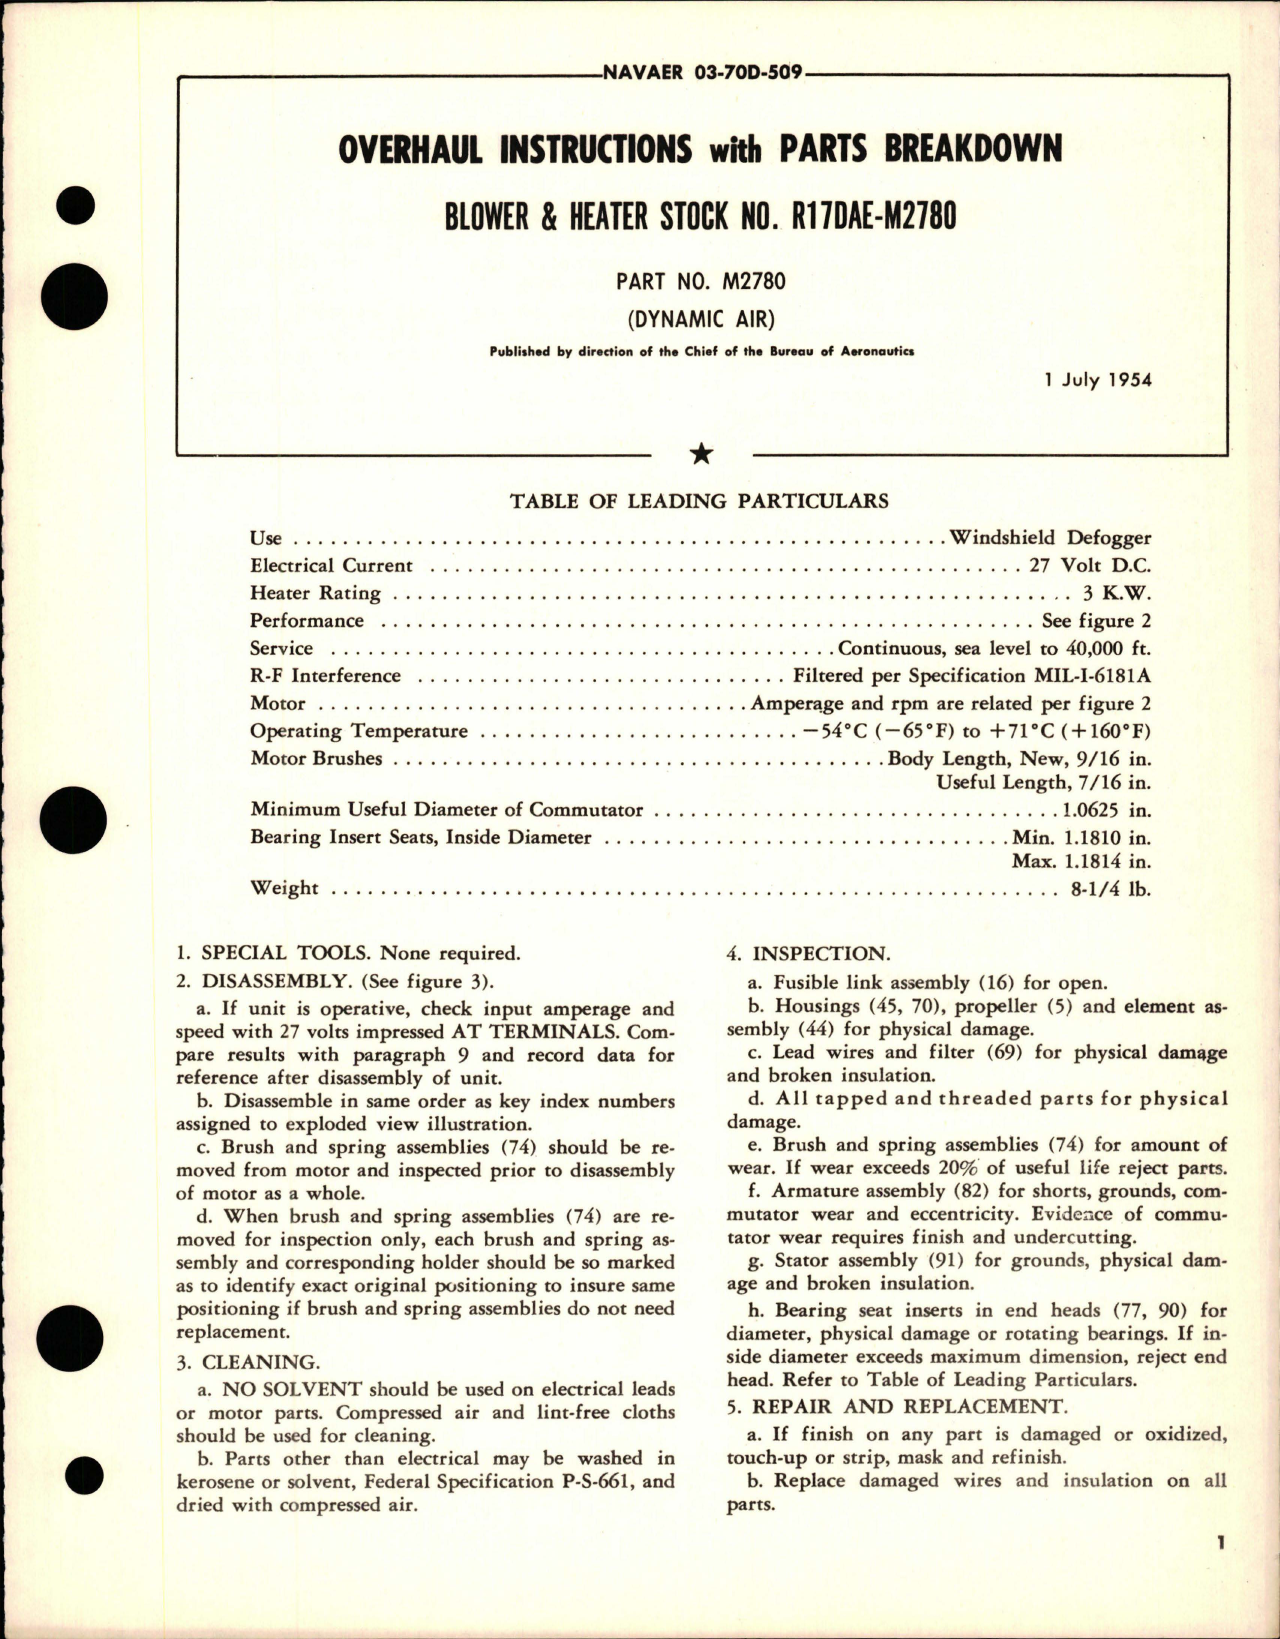 NAVAER 03-70D-509
OVERHAUL INSTRUCTIONS with PARTS BREAKDOWN
BLOWER & HEATER STOCK NO. R17DAE-M2780
PART NO. M2780
(DYNAMIC AIR)
Published by direction of the Chief of the Bureau of Aeronautics
1 July 1954
TABLE OF LEADING PARTICULARS
Use . . . . . Windshield Defogger
Electrical Current . . . . . 27 Volt D.C.
Heater Rating . . . . . 3 K.W.
Performance . . . . . See figure 2
Service . . . . . Continuous, sea level to 40,000 ft.
R-F Interference . . . . . Filtered per Specification MIL-I-6181A
Motor . . . . . Amperage and rpm are related per figure 2
Operating Temperature . . . . . —54°C (—65°F) to +71°C (+160°F)
Motor Brushes . . . . . Body Length, New, 9/16 in.
Useful Length, 7/16 in.
Minimum Useful Diameter of Commutator . . . . . 1.0625 in.
Bearing Insert Seats, Inside Diameter . . . . . Min. 1.1810 in.
Max. 1.1814 in.
Weight . . . . . 8-1/4 lb.
1. SPECIAL TOOLS. None required.
2. DISASSEMBLY. (See figure 3).
a. If unit is operative, check input amperage and
speed with 27 volts impressed AT TERMINALS. Com-
pare results with paragraph 9 and record data for
reference after disassembly of unit.
b. Disassemble in same order as key index numbers
assigned to exploded view illustration.
c. Brush and spring assemblies (74) should be re-
moved from motor and inspected prior to disassembly
of motor as a whole.
d. When brush and spring assemblies (74) are re-
moved for inspection only, each brush and spring as-
sembly and corresponding holder should be so marked
as to identify exact original positioning to insure same
positioning if brush and spring assemblies do not need
replacement.
3. CLEANING.
a. NO SOLVENT should be used on electrical leads
or motor parts. Compressed air and lint-free cloths
should be used for cleaning.
b. Parts other than electrical may be washed in
kerosene or solvent, Federal Specification P-S-661, and
dried with compressed air.
4. INSPECTION.
a. Fusible link assembly (16) for open.
b. Housings (45, 70), propeller (5) and element as-
sembly (44) for physical damage.
c. Lead wires and filter (69) for physical damage
and broken insulation.
d. All tapped and threaded parts for physical
damage.
e. Brush and spring assemblies (74) for amount of
wear. If wear exceeds 20% of useful life reject parts.
f. Armature assembly (82) for shorts, grounds, com-
mutator wear and eccentricity. Evidence of commu-
tator wear requires finish and undercutting.
g. Stator assembly (91) for grounds, physical dam-
age and broken insulation.
h. Bearing seat inserts in end heads (77, 90) for
diameter, physical damage or rotating bearings. If in-
side diameter exceeds maximum dimension, reject end
head. Refer to Table of Leading Particulars.
5. REPAIR AND REPLACEMENT.
a. If finish on any part is damaged or oxidized,
touch-up or strip, mask and refinish.
b. Replace damaged wires and insulation on all
parts.
1